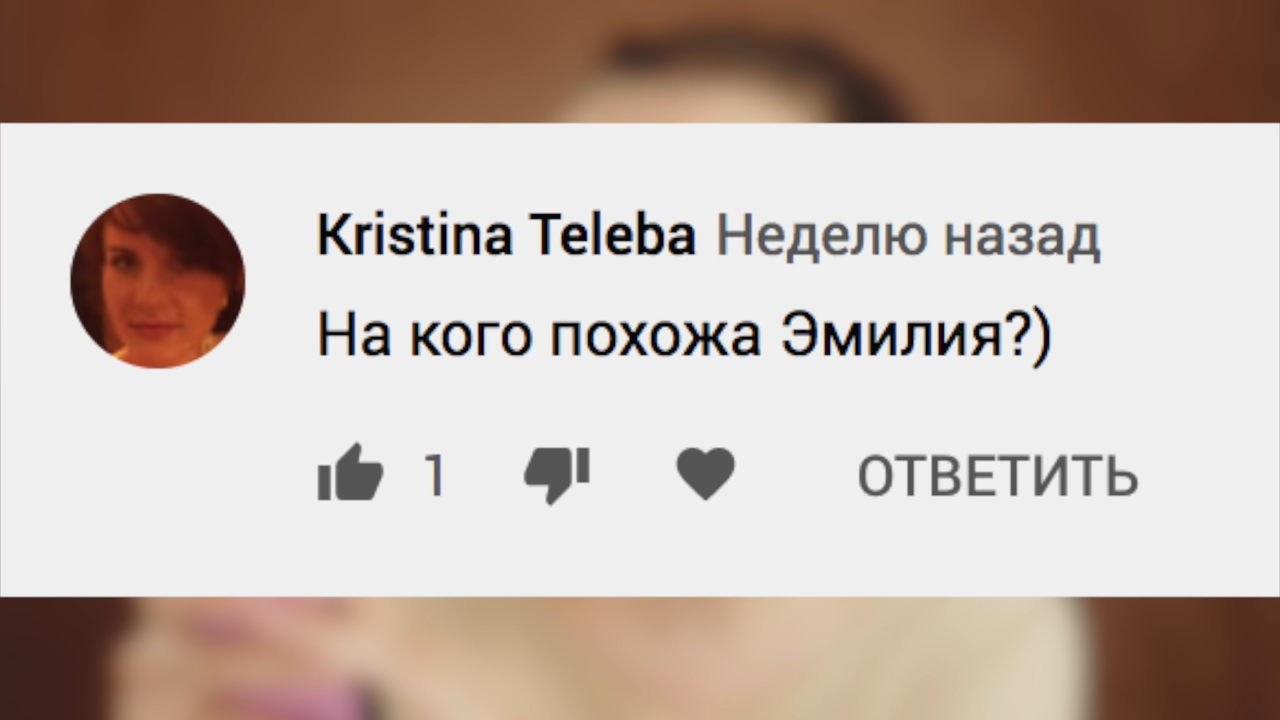 Kristina Teleba Неделю назад
На кого похожа Эмилия?)
1 ОТВЕТИТЬ